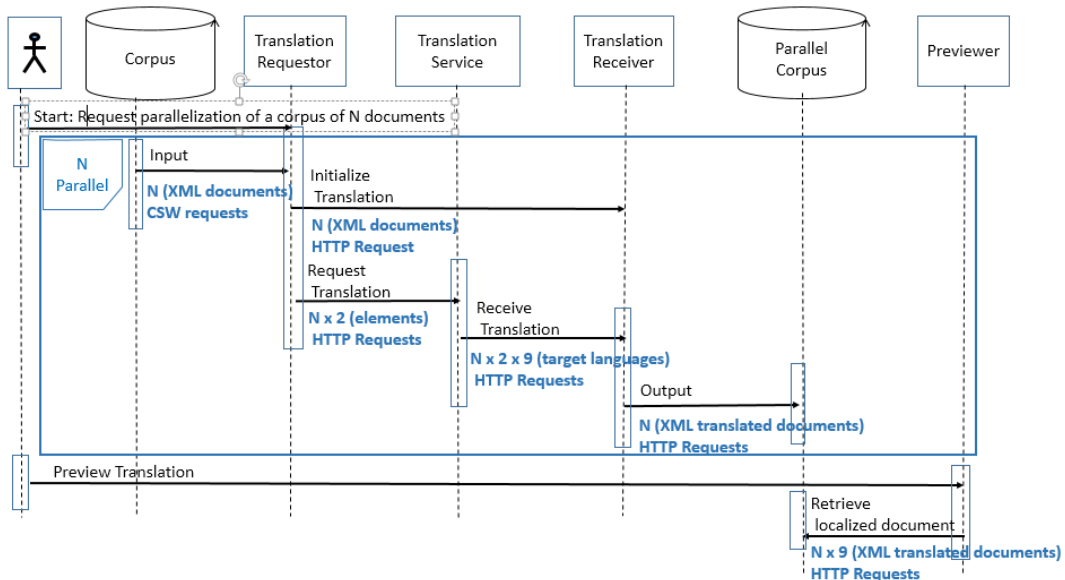 Corpus
Translation
Requestor
Translation
Service
Translation
Receiver
Parallel
Corpus
Previewer
Start: Request parallelization of a corpus of N documents
N
Parallel
Input
N (XML documents)
CSW requests
Initialize
Translation
N (XML documents)
HTTP Request
Request
Translation
N x 2 (elements)
HTTP Requests
Receive
Translation
N x 2 x 9 (target languages)
HTTP Requests
Output
N (XML translated documents)
HTTP Requests
Preview Translation
Retrieve
localized document
N x 9 (XML translated documents)
HTTP Requests